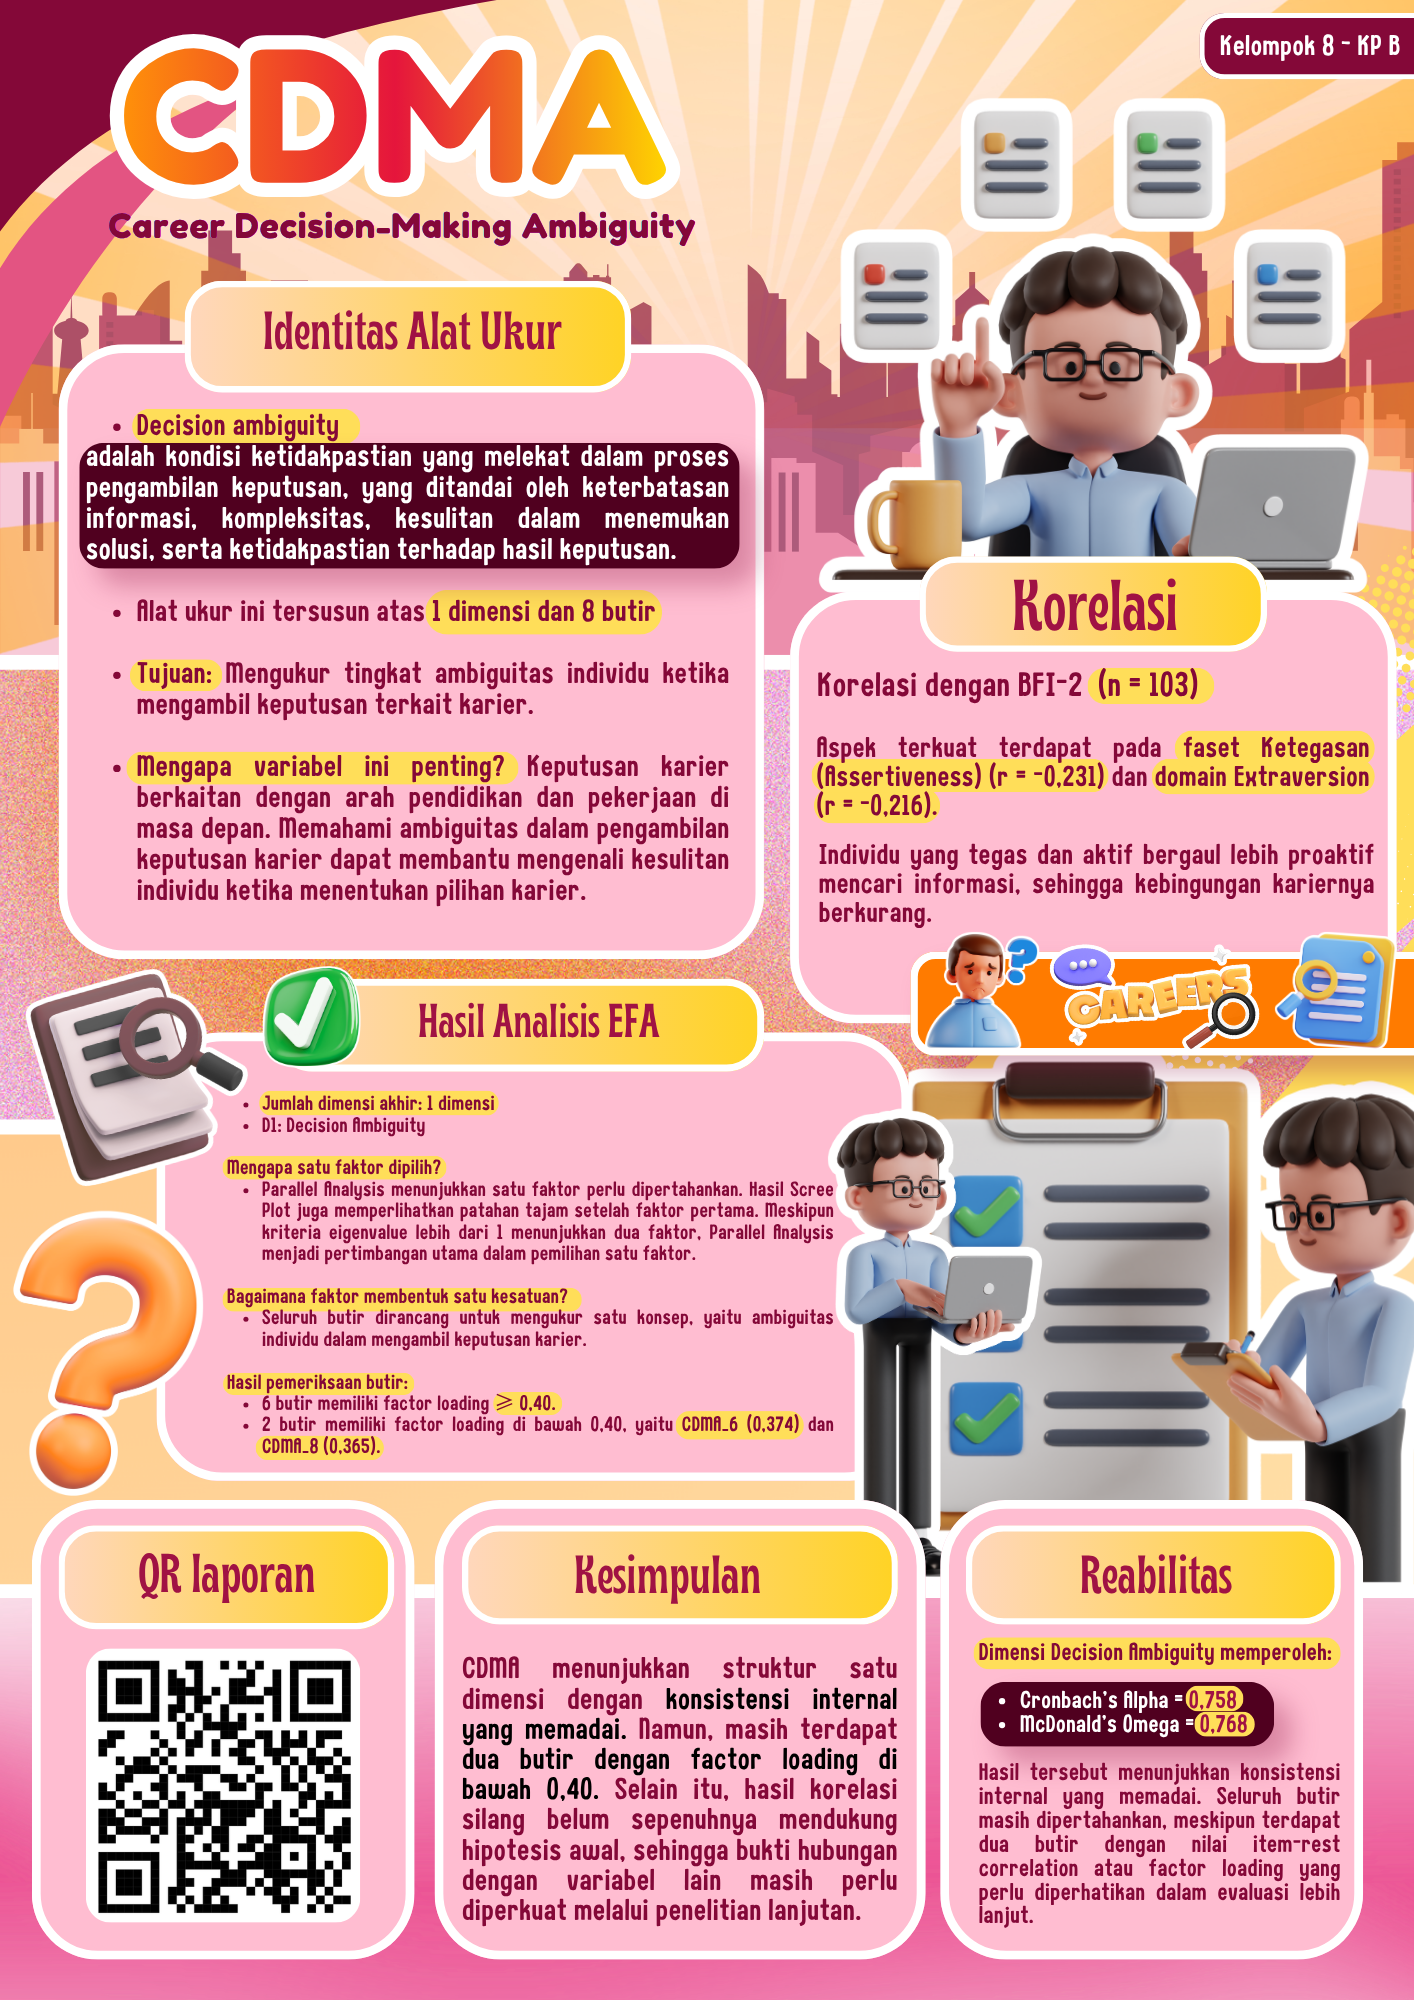 Kelompok 8 - KP B
CDMA
Career Decision-Making Ambiguity
Identitas Alat Ukur
• Decision ambiguity
adalah kondisi ketidakpastian yang melekat dalam proses
pengambilan keputusan, yang ditandai oleh keterbatasan
informasi, kompleksitas, kesulitan dalam menemukan
solusi, serta ketidakpastian terhadap hasil keputusan.
• Alat ukur ini tersusun atas 1 dimensi dan 8 butir
• Tujuan: Mengukur tingkat ambiguitas individu ketika
mengambil keputusan terkait karier.
• Mengapa variabel ini penting? Keputusan karier
berkaitan dengan arah pendidikan dan pekerjaan di
masa depan. Memahami ambiguitas dalam pengambilan
keputusan karier dapat membantu mengenali kesulitan
individu ketika menentukan pilihan karier.
Korelasi
Korelasi dengan BFI-2 (n = 103)
Aspek terkuat terdapat pada faset Ketegasan
(Assertiveness) (r = -0,231) dan domain Extraversion
(r = -0,216).
Individu yang tegas dan aktif bergaul lebih proaktif
mencari informasi, sehingga kebingungan kariernya
berkurang.
CAREERS
Hasil Analisis EFA
• Jumlah dimensi akhir: 1 dimensi
• D1: Decision Ambiguity
Mengapa satu faktor dipilih?
• Parallel Analysis menunjukkan satu faktor perlu dipertahankan. Hasil Scree
Plot juga memperlihatkan patahan tajam setelah faktor pertama. Meskipun
kriteria eigenvalue lebih dari 1 menunjukkan dua faktor, Parallel Analysis
menjadi pertimbangan utama dalam pemilihan satu faktor.
Bagaimana faktor membentuk satu kesatuan?
• Seluruh butir dirancang untuk mengukur satu konsep, yaitu ambiguitas
individu dalam mengambil keputusan karier.
Hasil pemeriksaan butir:
• 6 butir memiliki factor loading ⩾ 0,40.
• 2 butir memiliki factor loading di bawah 0,40, yaitu CDMA_6 (0,374) dan
CDMA_8 (0,365).
QR laporan
Kesimpulan
CDMA menunjukkan struktur satu
dimensi dengan konsistensi internal
yang memadai. Namun, masih terdapat
dua butir dengan factor loading di
bawah 0,40. Selain itu, hasil korelasi
silang belum sepenuhnya mendukung
hipotesis awal, sehingga bukti hubungan
dengan variabel lain masih perlu
diperkuat melalui penelitian lanjutan.
Reabilitas
Dimensi Decision Ambiguity memperoleh:
• Cronbach's Alpha = 0,758
• McDonald's Omega = 0,768
Hasil tersebut menunjukkan konsistensi
internal yang memadai. Seluruh butir
masih dipertahankan, meskipun terdapat
dua butir dengan nilai item-rest
correlation atau factor loading yang
perlu diperhatikan dalam evaluasi lebih
lanjut.